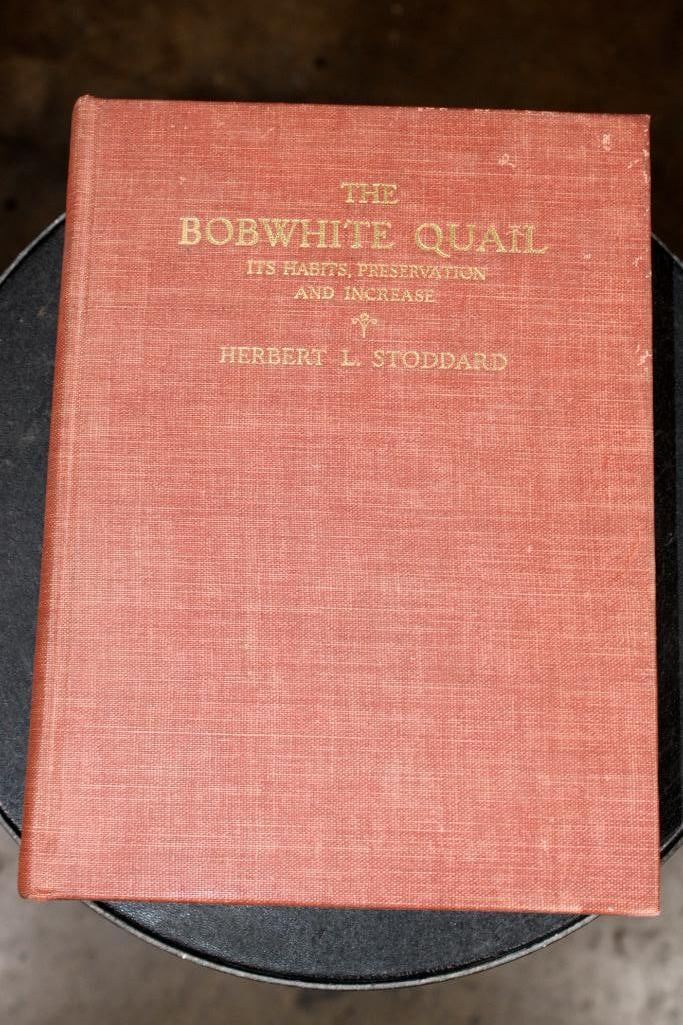 THE
BOBWHITE QUAIL
ITS HABITS, PRESERVATION
AND INCREASE
HERBERT L. STODDARD